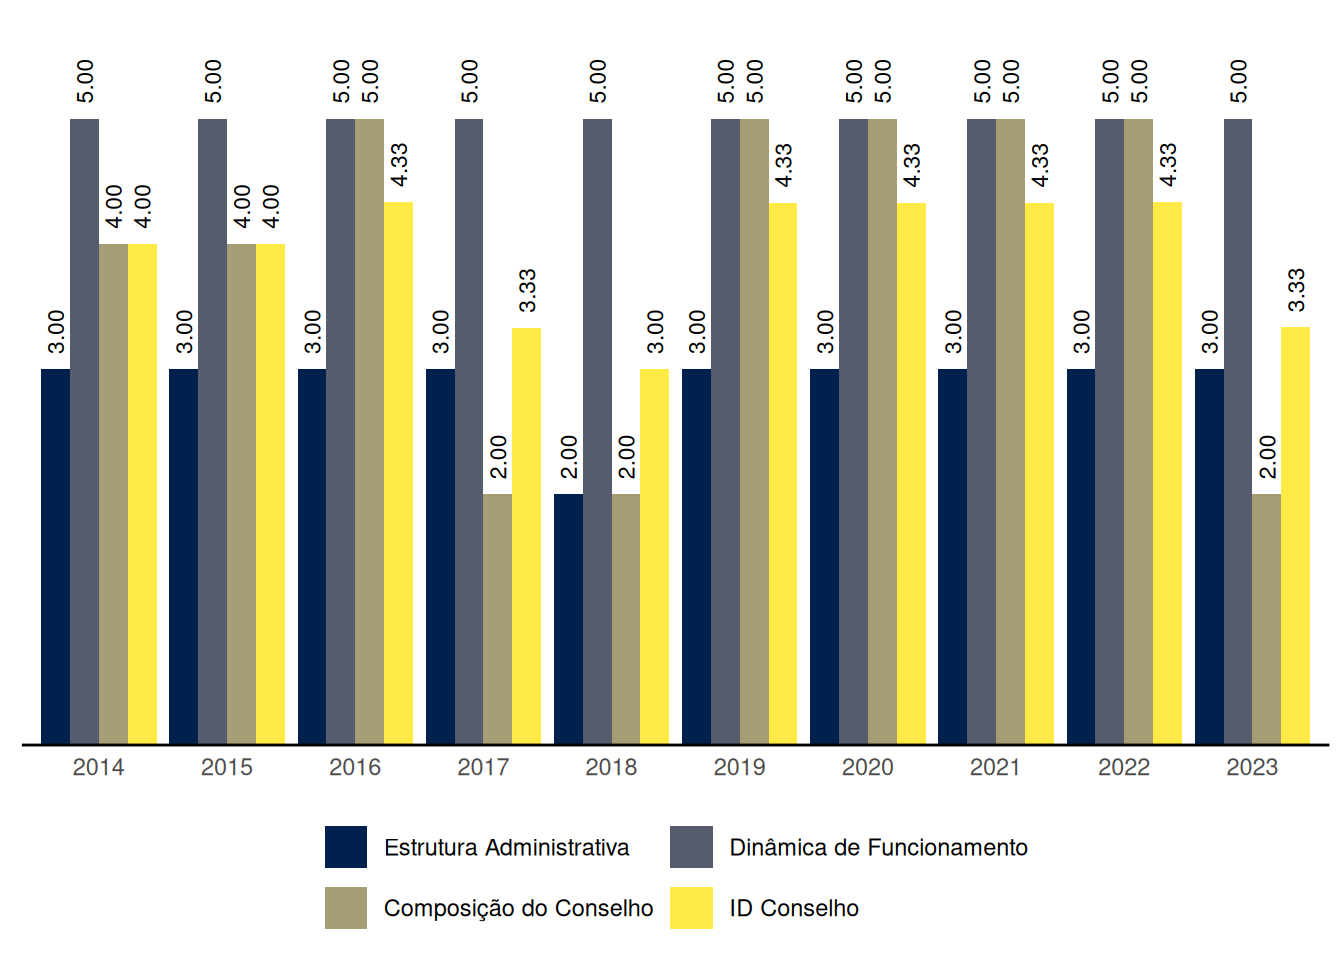 5.00 5.00 5.00 5.00 5.00 5.00 5.00 5.00 5.00 5.00 5.00 5.00 5.00 5.00 5.00
4.33 4.33 4.33 4.33 4.33
4.00 4.00 4.00 4.00
3.33 3.33
3.00 3.00 3.00 3.00 3.00 3.00 3.00 3.00 3.00 3.00
2.00 2.00 2.00 2.00
2014 2015 2016 2017 2018 2019 2020 2021 2022 2023
Estrutura Administrativa Dinâmica de Funcionamento
Composição do Conselho ID Conselho